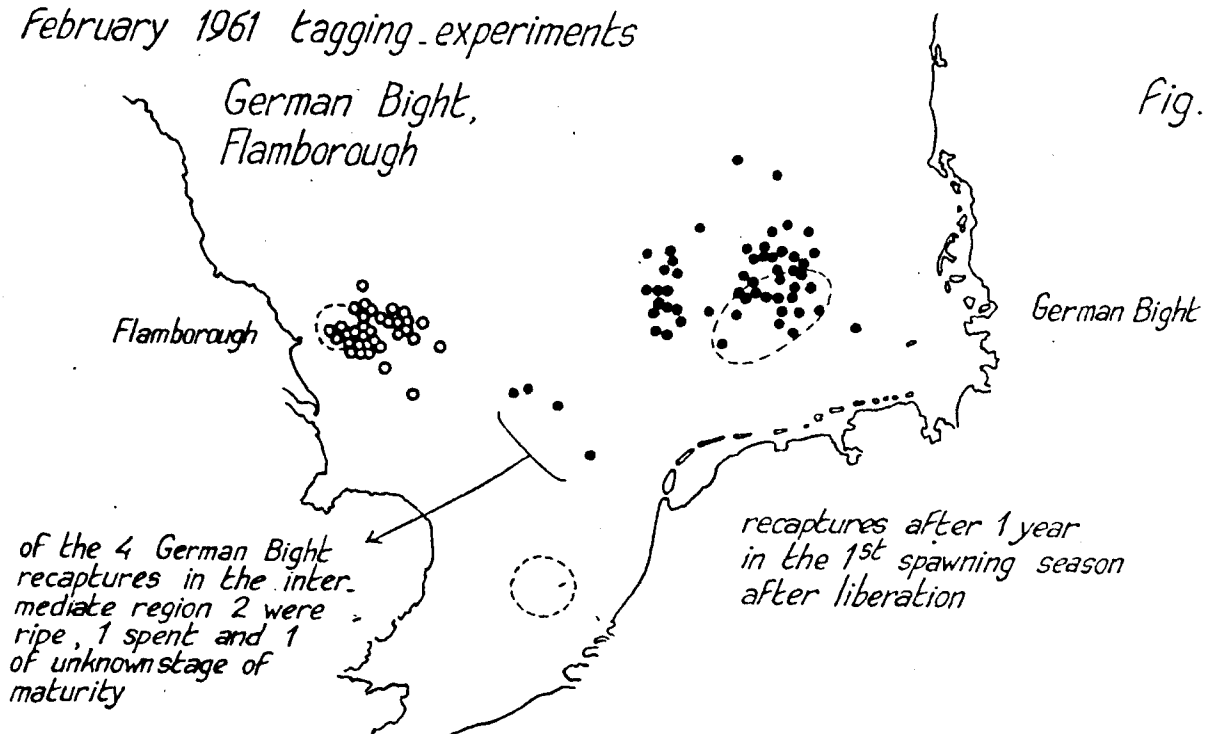 February 1961 tagging-experiments
German Bight,
Flamborough
Fig.
Flamborough
German Bight
of the 4 German Bight
recaptures in the inter-
mediate region 2 were
ripe, 1 spent and 1
of unknown stage of
maturity
recaptures after 1 year
in the 1st spawning season
after liberation